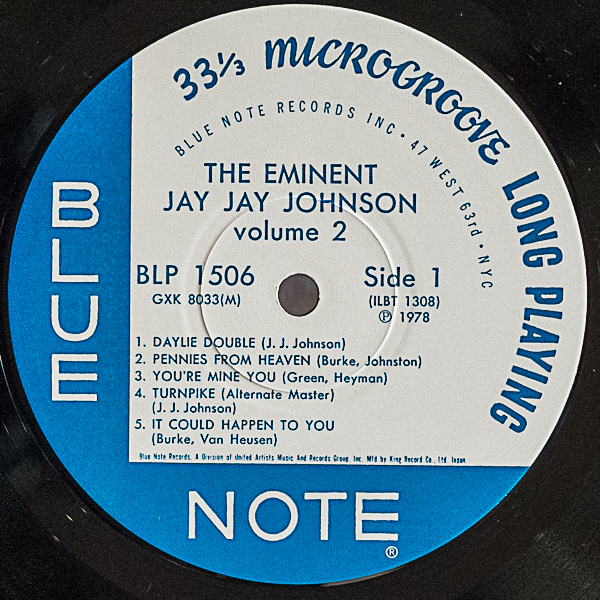 33⅓ MICROGROOVE LONG PLAYING
BLUE NOTE RECORDS INC • 47 WEST 63rd • NYC
THE EMINENT
JAY JAY JOHNSON
volume 2
BLP 1506
GXK 8033(M)
Side 1
(ILBT 1308)
℗ 1978
1. DAYLIE DOUBLE (J. J. Johnson)
2. PENNIES FROM HEAVEN (Burke, Johnston)
3. YOU'RE MINE YOU (Green, Heyman)
4. TURNPIKE (Alternate Master)
(J. J. Johnson)
5. IT COULD HAPPEN TO YOU
(Burke, Van Heusen)
Blue Note Records, A Division of United Artists Music And Records Group, Inc. Mfd by King Record Co., Ltd. Japan
BLUE
NOTE®